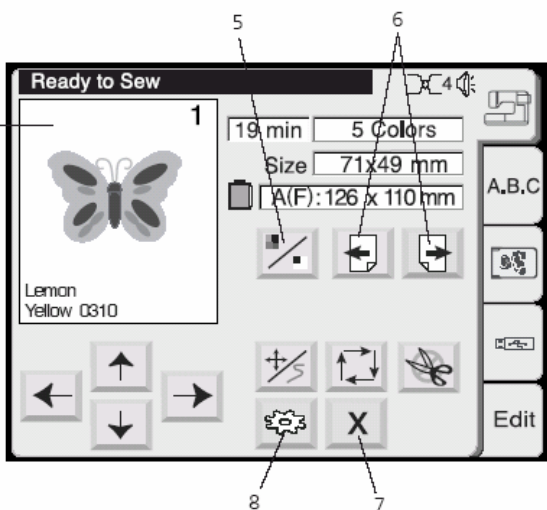 5
6
Ready to Sew
4
1
19 min
5 Colors
Size
71x49 mm
A(F):126 x 110 mm
A.B.C
Lemon
Yellow 0310
X
Edit
8
7